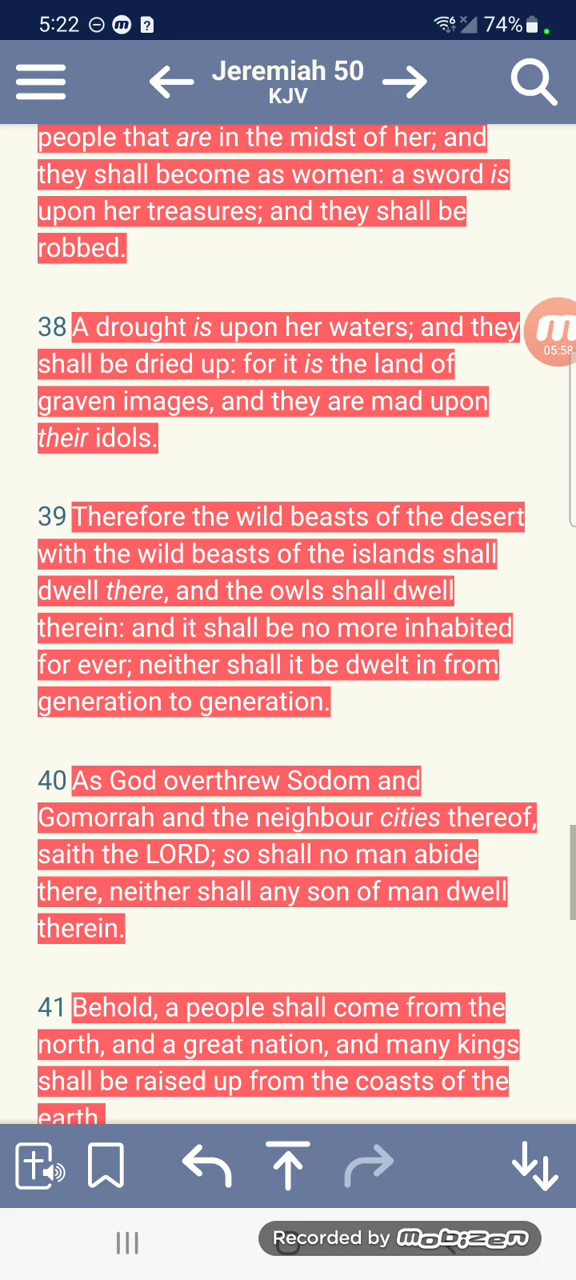 5:22 74%
Jeremiah 50
KJV
people that are in the midst of her; and
they shall become as women: a sword is
upon her treasures; and they shall be
robbed.
38 A drought is upon her waters; and they
shall be dried up: for it is the land of
graven images, and they are mad upon
their idols.
05:58
39 Therefore the wild beasts of the desert
with the wild beasts of the islands shall
dwell there, and the owls shall dwell
therein: and it shall be no more inhabited
for ever; neither shall it be dwelt in from
generation to generation.
40 As God overthrew Sodom and
Gomorrah and the neighbour cities thereof,
saith the LORD; so shall no man abide
there, neither shall any son of man dwell
therein.
41 Behold, a people shall come from the
north, and a great nation, and many kings
shall be raised up from the coasts of the
earth.
Recorded by mobizen